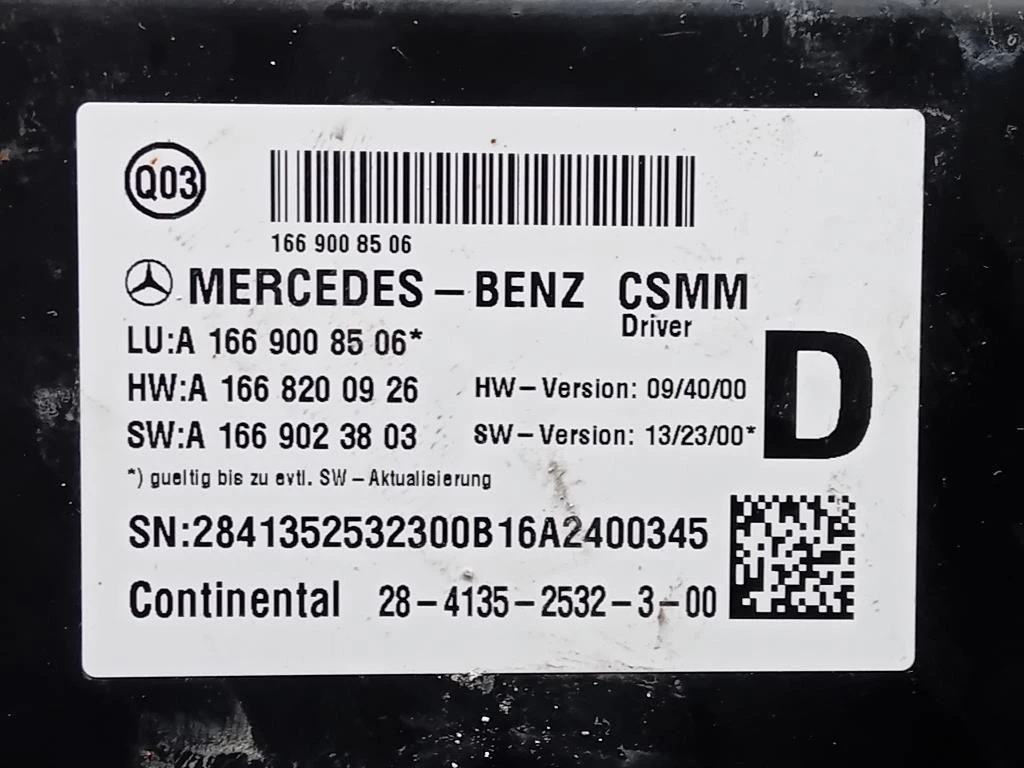 Q03
166 900 85 06
MERCEDES-BENZ CSMM
Driver
LU:A 166 900 85 06*
D
HW:A 166 820 09 26 HW-Version: 09/40/00
SW:A 166 902 38 03 SW-Version: 13/23/00*
*) gueltig bis zu evtl. SW-Aktualisierung
SN:2841352532300B16A2400345
Continental 28-4135-2532-3-00